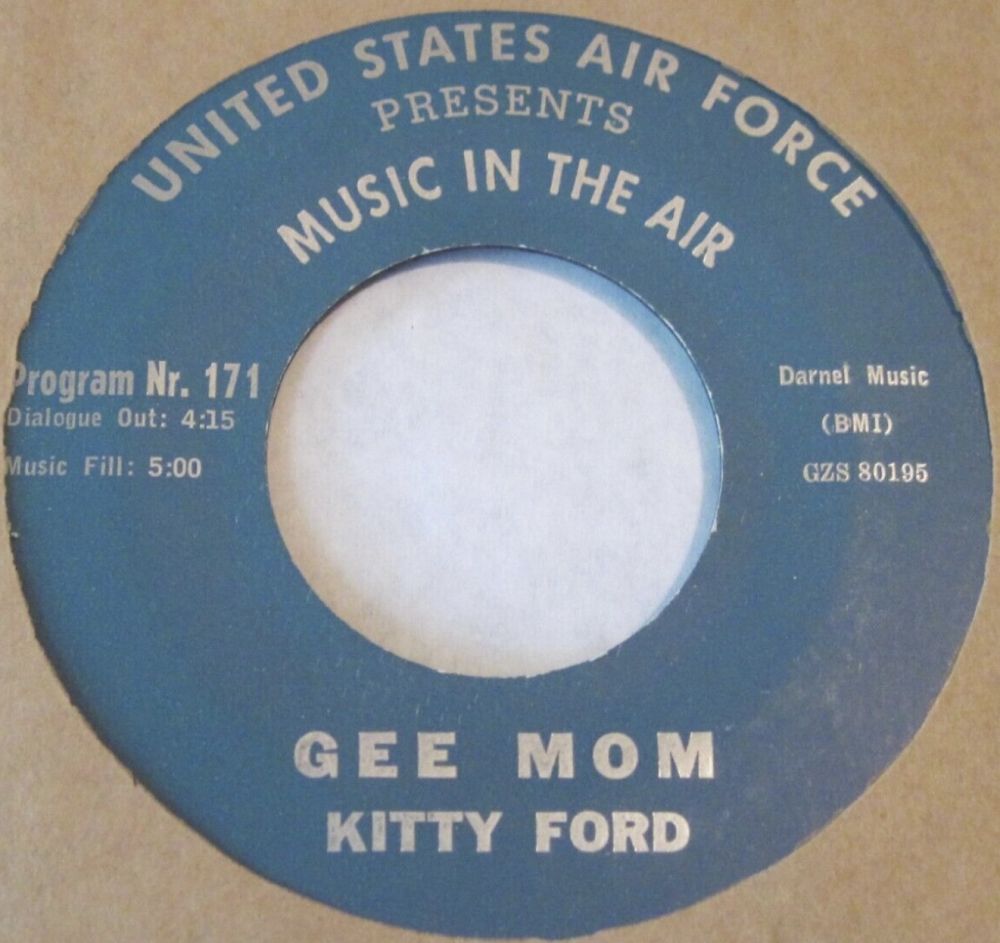 UNITED STATES AIR FORCE
PRESENTS
MUSIC IN THE AIR
Program Nr. 171
Dialogue Out: 4:15
Music Fill: 5:00
Darnel Music
(BMI)
GZS 80195
GEE MOM
KITTY FORD